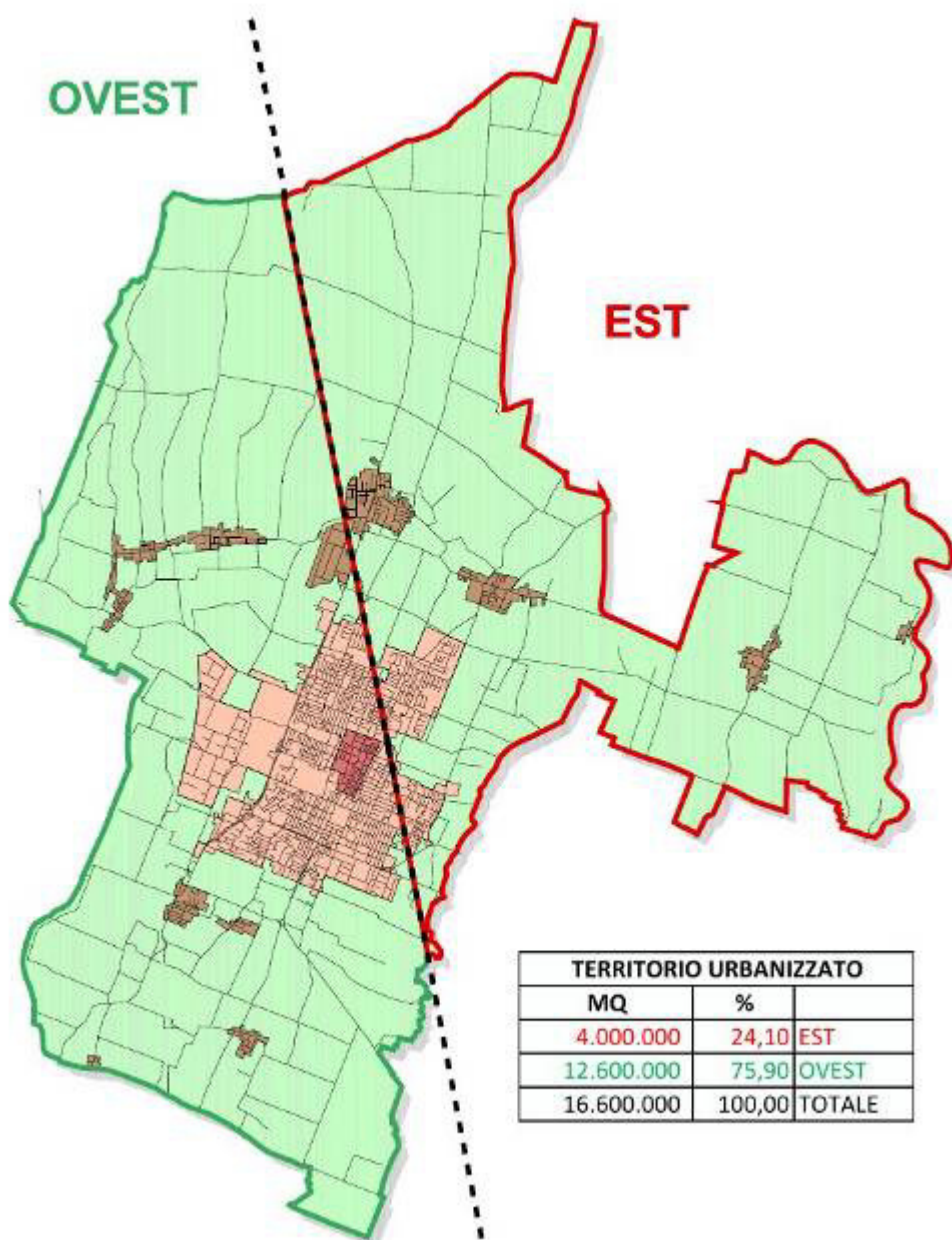 OVEST
EST
TERRITORIO URBANIZZATO
MQ %
4.000.000 24,10 EST
12.600.000 75,90 OVEST
16.600.000 100,00 TOTALE